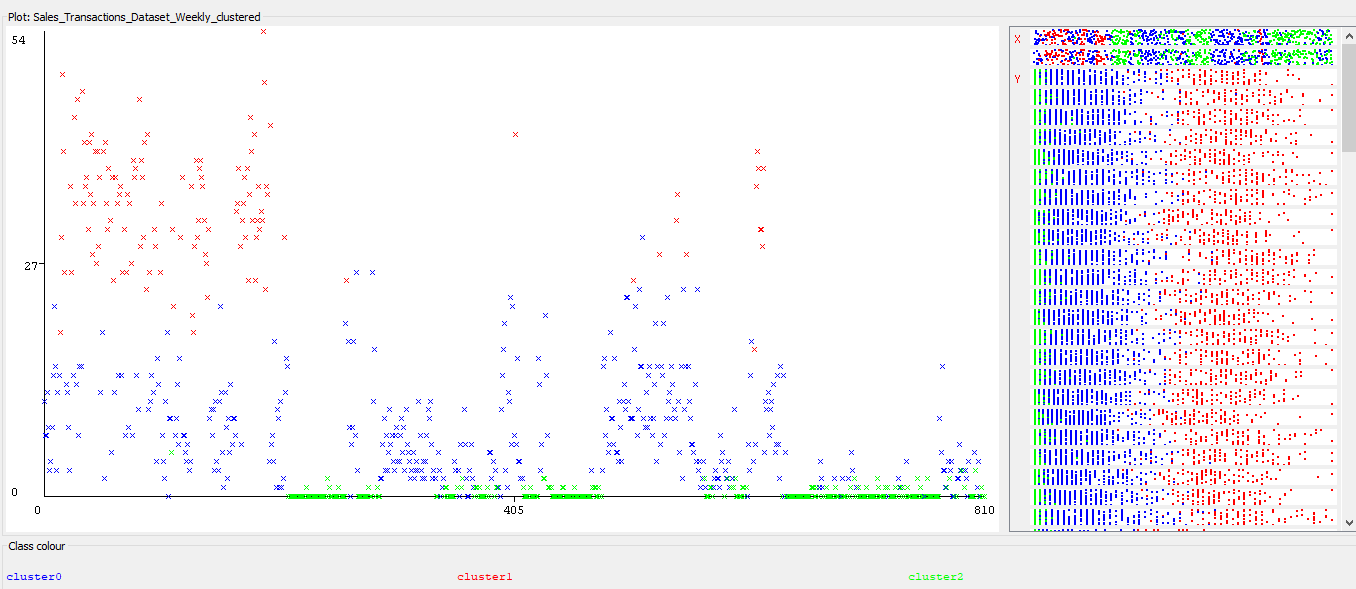 Plot: Sales_Transactions_Dataset_Weekly_clustered
54
X
Y
27
0
0 405 810
Class colour
cluster0 cluster1 cluster2